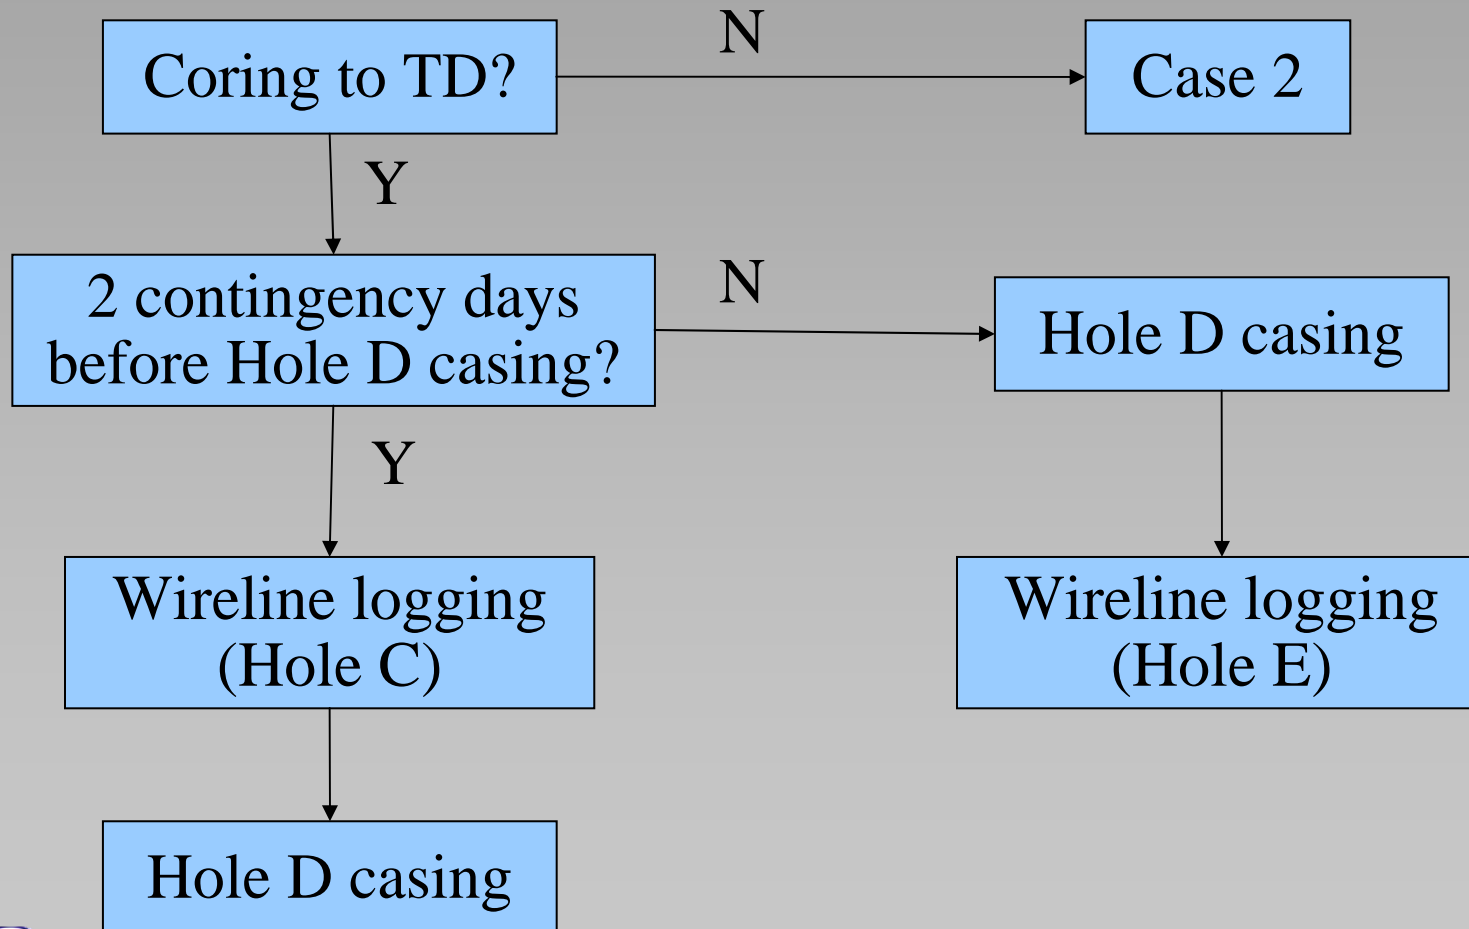 Coring to TD?
N
Case 2
Y
2 contingency days
before Hole D casing?
N
Hole D casing
Y
Wireline logging
(Hole C)
Wireline logging
(Hole E)
Hole D casing